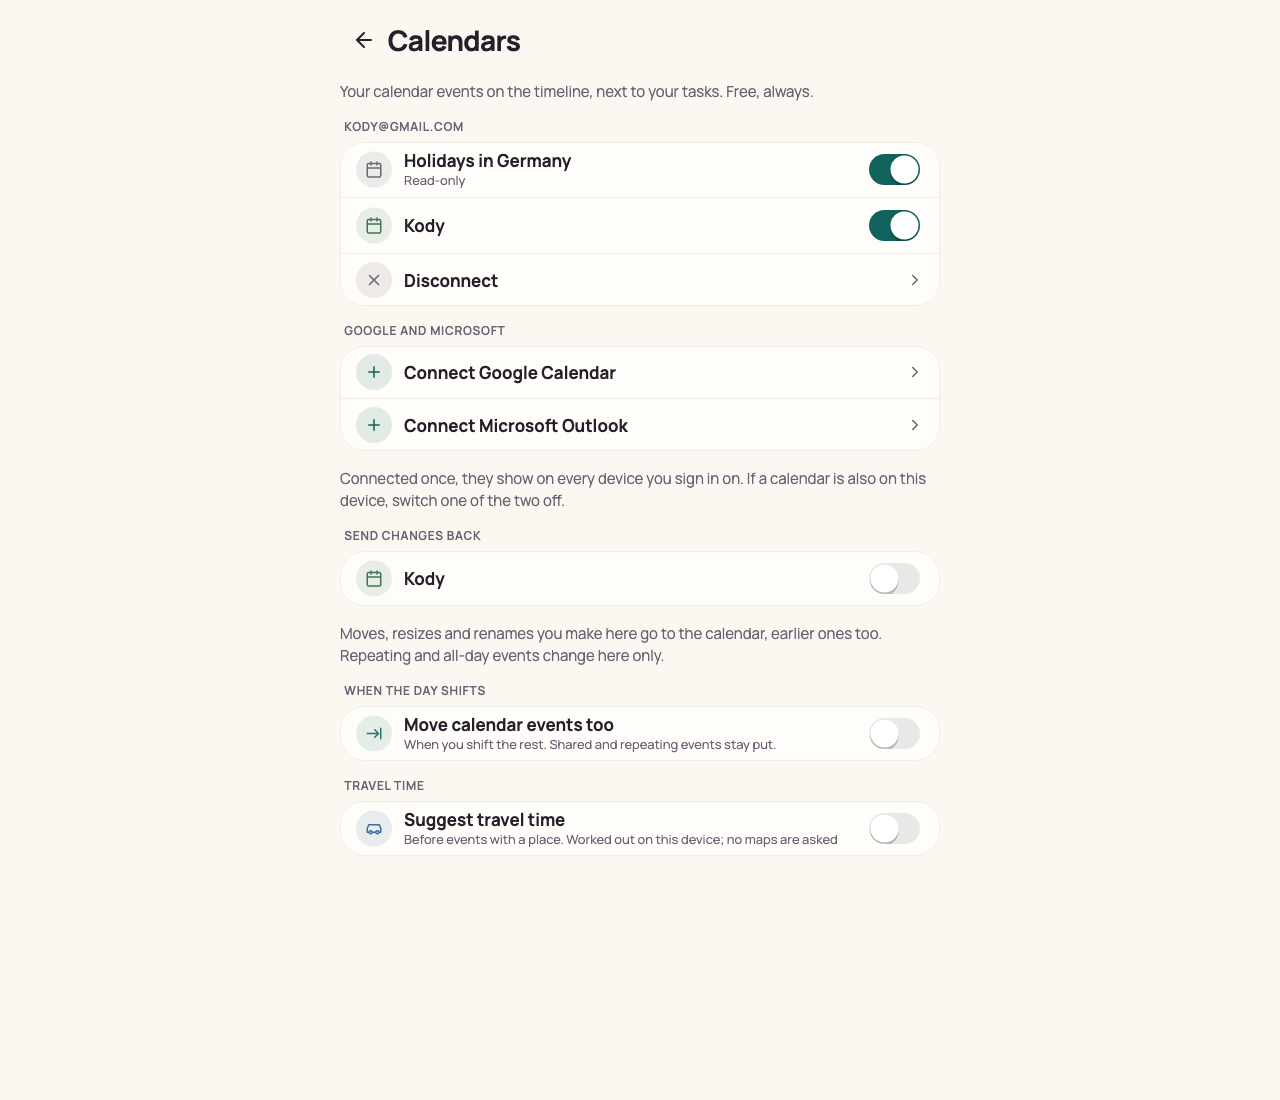 Calendars
Your calendar events on the timeline, next to your tasks. Free, always.
KODY@GMAIL.COM
Holidays in Germany
Read-only
Kody
Disconnect
GOOGLE AND MICROSOFT
Connect Google Calendar
Connect Microsoft Outlook
Connected once, they show on every device you sign in on. If a calendar is also on this
device, switch one of the two off.
SEND CHANGES BACK
Kody
Moves, resizes and renames you make here go to the calendar, earlier ones too.
Repeating and all-day events change here only.
WHEN THE DAY SHIFTS
Move calendar events too
When you shift the rest. Shared and repeating events stay put.
TRAVEL TIME
Suggest travel time
Before events with a place. Worked out on this device; no maps are asked